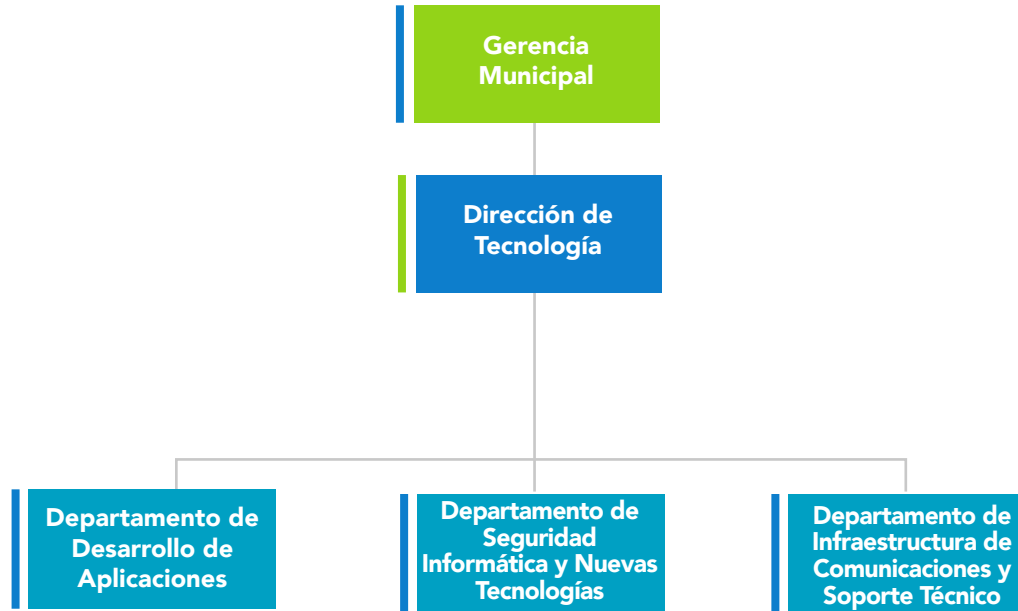 Gerencia
Municipal
Dirección de
Tecnología
Departamento de
Desarrollo de
Aplicaciones
Departamento de
Seguridad
Informática y Nuevas
Tecnologías
Departamento de
Infraestructura de
Comunicaciones y
Soporte Técnico